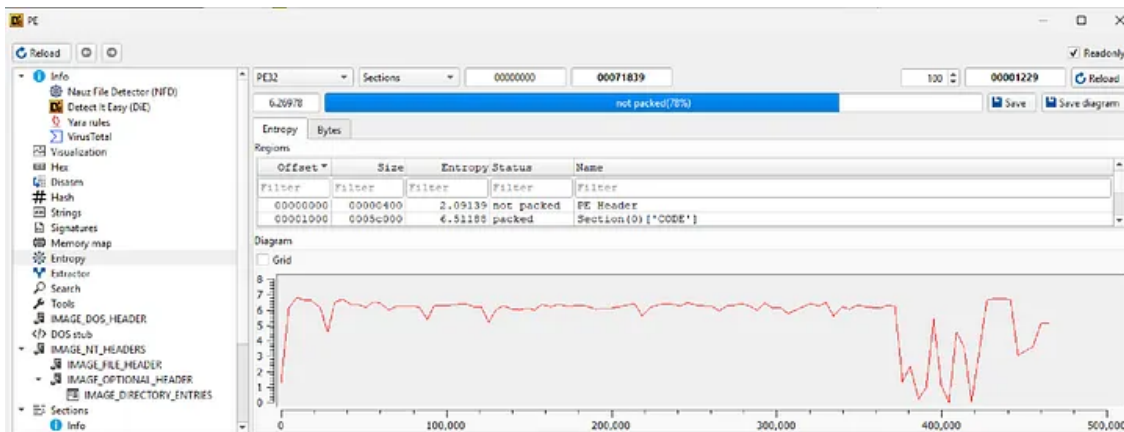 PE
Reload
Readonly
Info
Nauz File Detector (NFD)
Detect It Easy (DiE)
Yara rules
VirusTotal
Visualization
Hex
Disasm
Hash
Strings
Signatures
Memory map
Entropy
Extractor
Search
Tools
IMAGE_DOS_HEADER
DOS stub
IMAGE_NT_HEADERS
IMAGE_FILE_HEADER
IMAGE_OPTIONAL_HEADER
IMAGE_DIRECTORY_ENTRIES
Sections
Info
PE32 Sections 00000000 00071839 100 00001229 Reload
6.26978 not packed(78%) Save Save diagram
Entropy Bytes
Regions
Offset Size Entropy Status Name
Filter Filter Filter Filter Filter
00000000 00000400 2.09139 not packed PE Header
00001000 0005c000 6.51188 packed Section(0)['CODE']
Diagram
Grid
8
7
6
5
4
3
2
1
0
0 100,000 200,000 300,000 400,000 500,000